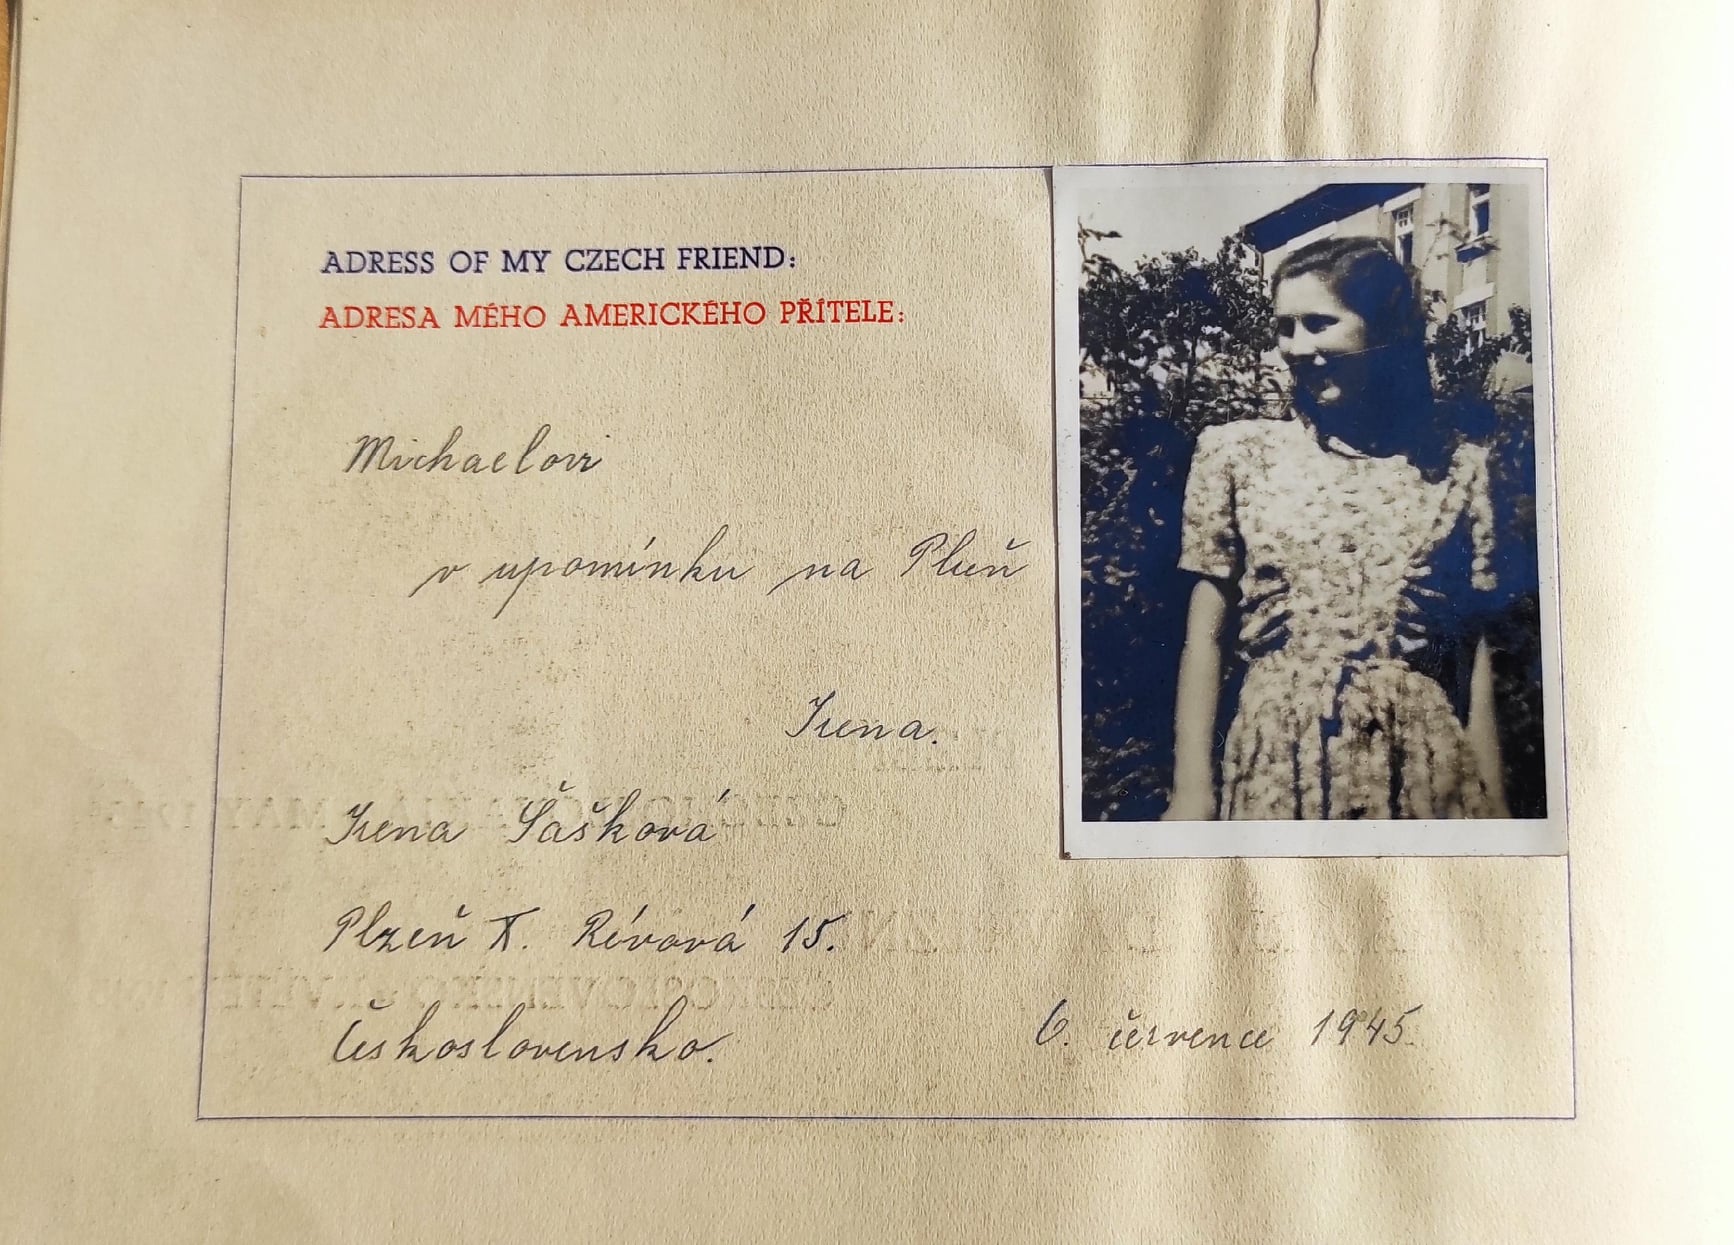 ADRESS OF MY CZECH FRIEND:
ADRESA MÉHO AMERICKÉHO PŘÍTELE:
Michaelovi
v upomínku na Plzeň
Irena.
Irena Šašková
Plzeň X. Révová 15.
Československo.
6. července 1945.